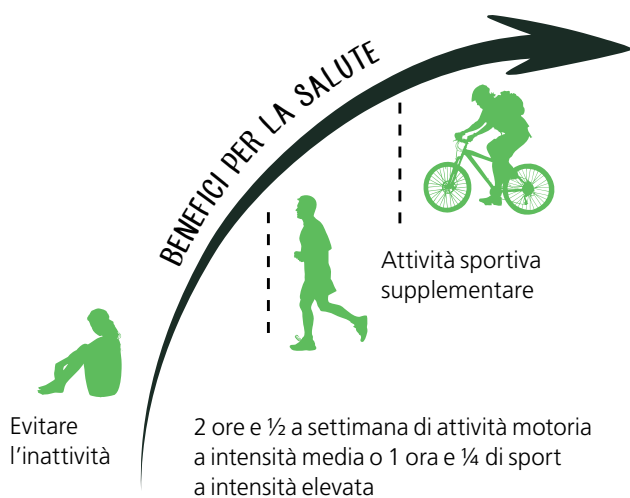 BENEFICI PER LA SALUTE
Attività sportiva
supplementare
Evitare
l’inattività
2 ore e ½ a settimana di attività motoria
a intensità media o 1 ora e ¼ di sport
a intensità elevata